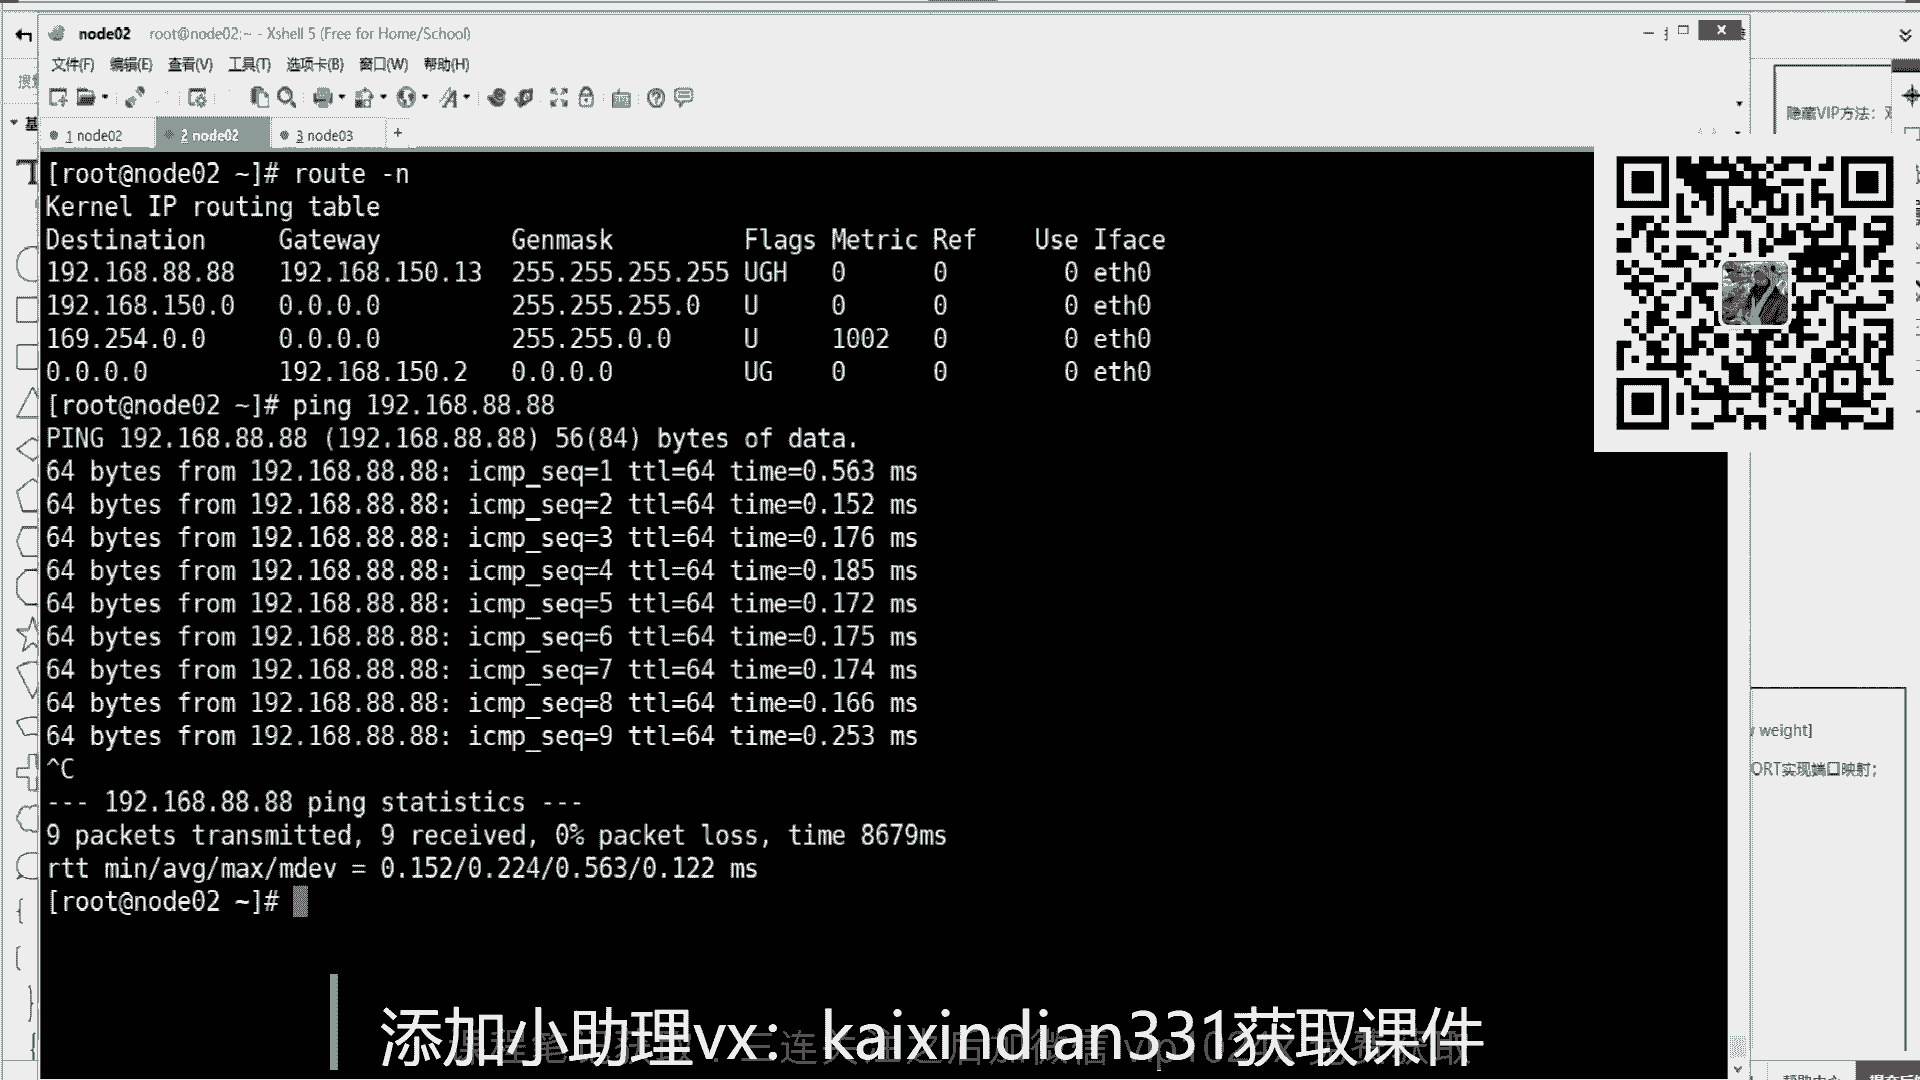 node02 root@node02:~ - Xshell 5 (Free for Home/School)
文件(F) 编辑(E) 查看(V) 工具(T) 选项卡(B) 窗口(W) 帮助(H)
1 node02 2 node02 3 node03 +
[root@node02 ~]# route -n
Kernel IP routing table
Destination Gateway Genmask Flags Metric Ref Use Iface
192.168.88.88 192.168.150.13 255.255.255.255 UGH 0 0 0 eth0
192.168.150.0 0.0.0.0 255.255.255.0 U 0 0 0 eth0
169.254.0.0 0.0.0.0 255.255.0.0 U 1002 0 0 eth0
0.0.0.0 192.168.150.2 0.0.0.0 UG 0 0 0 eth0
[root@node02 ~]# ping 192.168.88.88
PING 192.168.88.88 (192.168.88.88) 56(84) bytes of data.
64 bytes from 192.168.88.88: icmp_seq=1 ttl=64 time=0.563 ms
64 bytes from 192.168.88.88: icmp_seq=2 ttl=64 time=0.152 ms
64 bytes from 192.168.88.88: icmp_seq=3 ttl=64 time=0.176 ms
64 bytes from 192.168.88.88: icmp_seq=4 ttl=64 time=0.185 ms
64 bytes from 192.168.88.88: icmp_seq=5 ttl=64 time=0.172 ms
64 bytes from 192.168.88.88: icmp_seq=6 ttl=64 time=0.175 ms
64 bytes from 192.168.88.88: icmp_seq=7 ttl=64 time=0.174 ms
64 bytes from 192.168.88.88: icmp_seq=8 ttl=64 time=0.166 ms
64 bytes from 192.168.88.88: icmp_seq=9 ttl=64 time=0.253 ms
^C
--- 192.168.88.88 ping statistics ---
9 packets transmitted, 9 received, 0% packet loss, time 8679ms
rtt min/avg/max/mdev = 0.152/0.224/0.563/0.122 ms
[root@node02 ~]#
隐藏VIP方法：
weight]
ORT实现端口映射；
添加小助理vx：kaixindian331获取课件